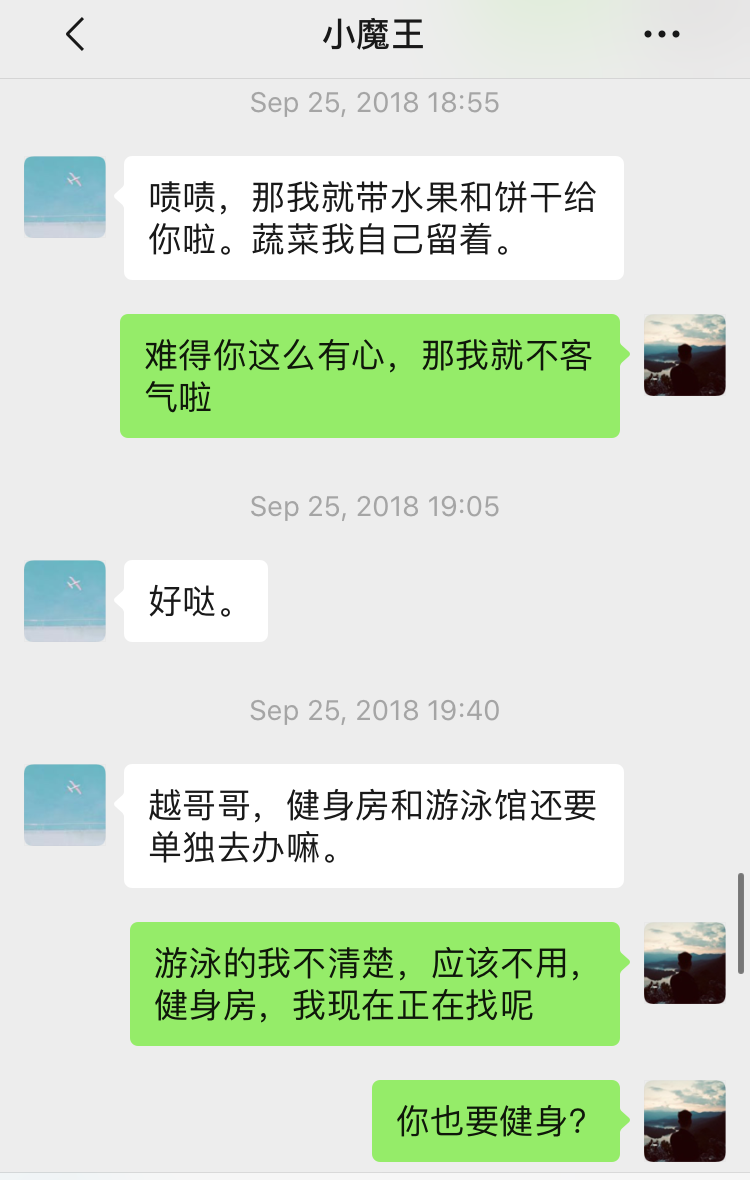 小魔王
Sep 25, 2018 18:55
啧啧，那我就带水果和饼干给
你啦。蔬菜我自己留着。
难得你这么有心，那我就不客
气啦
Sep 25, 2018 19:05
好哒。
Sep 25, 2018 19:40
越哥哥，健身房和游泳馆还要
单独去办嘛。
游泳的我不清楚，应该不用，
健身房，我现在正在找呢
你也要健身?